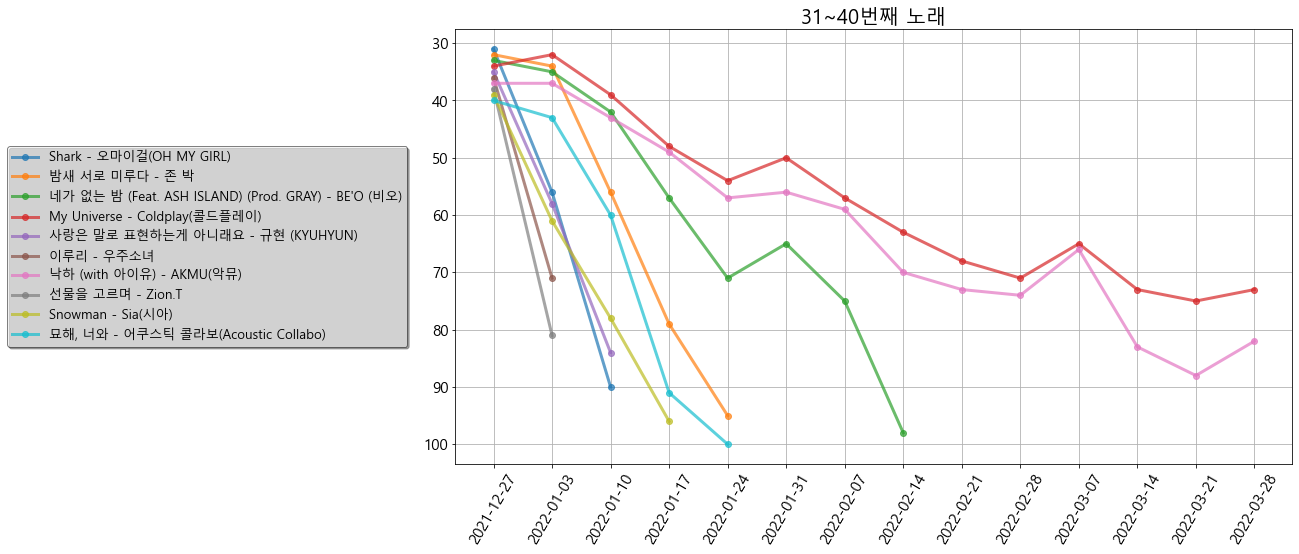 31~40번째 노래
30
40
50
60
70
80
90
100
Shark - 오마이걸(OH MY GIRL)
밤새 서로 미루다 - 존 박
네가 없는 밤 (Feat. ASH ISLAND) (Prod. GRAY) - BE'O (비오)
My Universe - Coldplay(콜드플레이)
사랑은 말로 표현하는게 아니래요 - 규현 (KYUHYUN)
이루리 - 우주소녀
낙하 (with 아이유) - AKMU(악뮤)
선물을 고르며 - Zion.T
Snowman - Sia(시아)
묘해, 너와 - 어쿠스틱 콜라보(Acoustic Collabo)
2021-12-27
2022-01-03
2022-01-10
2022-01-17
2022-01-24
2022-01-31
2022-02-07
2022-02-14
2022-02-21
2022-02-28
2022-03-07
2022-03-14
2022-03-21
2022-03-28